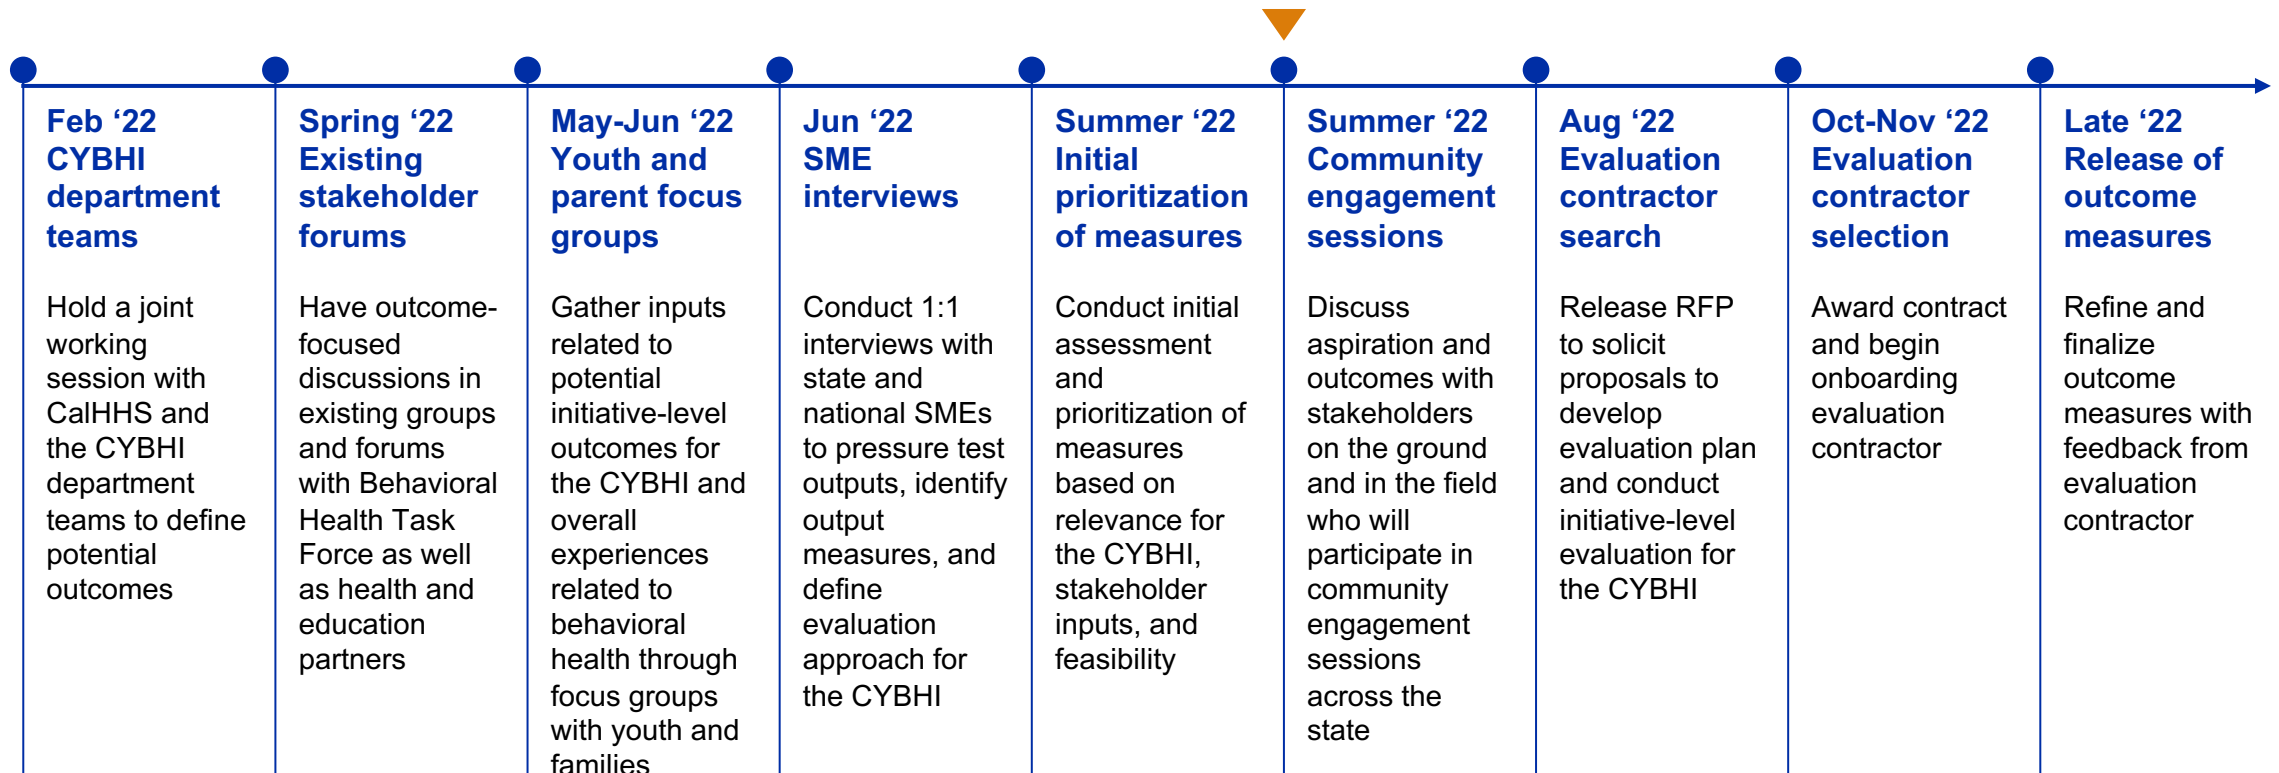 Feb ‘22
CYBHI
department
teams
Hold a joint
working
session with
CalHHS and
the CYBHI
department
teams to define
potential
outcomes
Spring ‘22
Existing
stakeholder
forums
Have outcome-
focused
discussions in
existing groups
and forums
with Behavioral
Health Task
Force as well
as health and
education
partners
May-Jun ‘22
Youth and
parent focus
groups
Gather inputs
related to
potential
initiative-level
outcomes for
the CYBHI and
overall
experiences
related to
behavioral
health through
focus groups
with youth and
families
Jun ‘22
SME
interviews
Conduct 1:1
interviews with
state and
national SMEs
to pressure test
outputs, identify
output
measures, and
define
evaluation
approach for
the CYBHI
Summer ‘22
Initial
prioritization
of measures
Conduct initial
assessment
and
prioritization of
measures
based on
relevance for
the CYBHI,
stakeholder
inputs, and
feasibility
Summer ‘22
Community
engagement
sessions
Discuss
aspiration and
outcomes with
stakeholders
on the ground
and in the field
who will
participate in
community
engagement
sessions
across the
state
Aug ‘22
Evaluation
contractor
search
Release RFP
to solicit
proposals to
develop
evaluation plan
and conduct
initiative-level
evaluation for
the CYBHI
Oct-Nov ‘22
Evaluation
contractor
selection
Award contract
and begin
onboarding
evaluation
contractor
Late ‘22
Release of
outcome
measures
Refine and
finalize
outcome
measures with
feedback from
evaluation
contractor